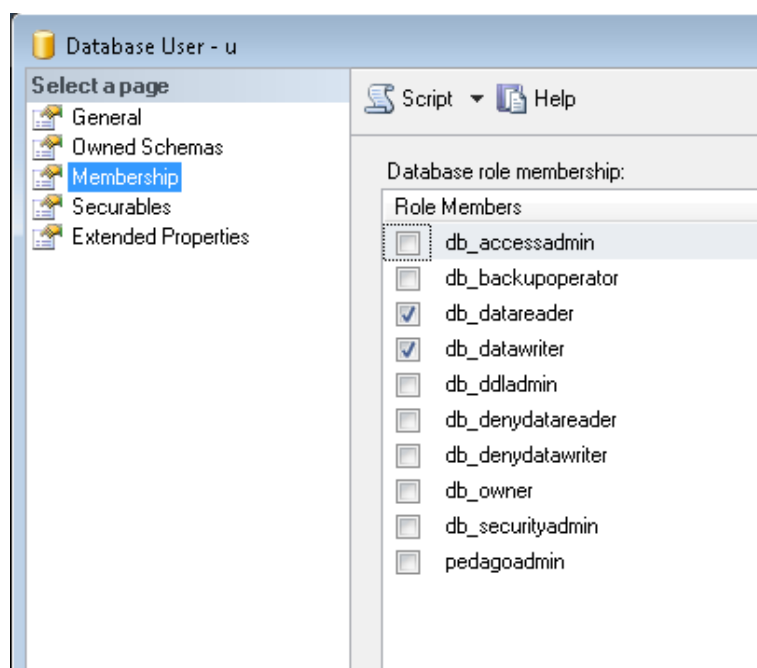 Database User - u
Select a page
General
Owned Schemas
Membership
Securables
Extended Properties
Script
Help
Database role membership:
Role Members
db_accessadmin
db_backupoperator
db_datareader
db_datawriter
db_ddladmin
db_denydatareader
db_denydatawriter
db_owner
db_securityadmin
pedagoadmin